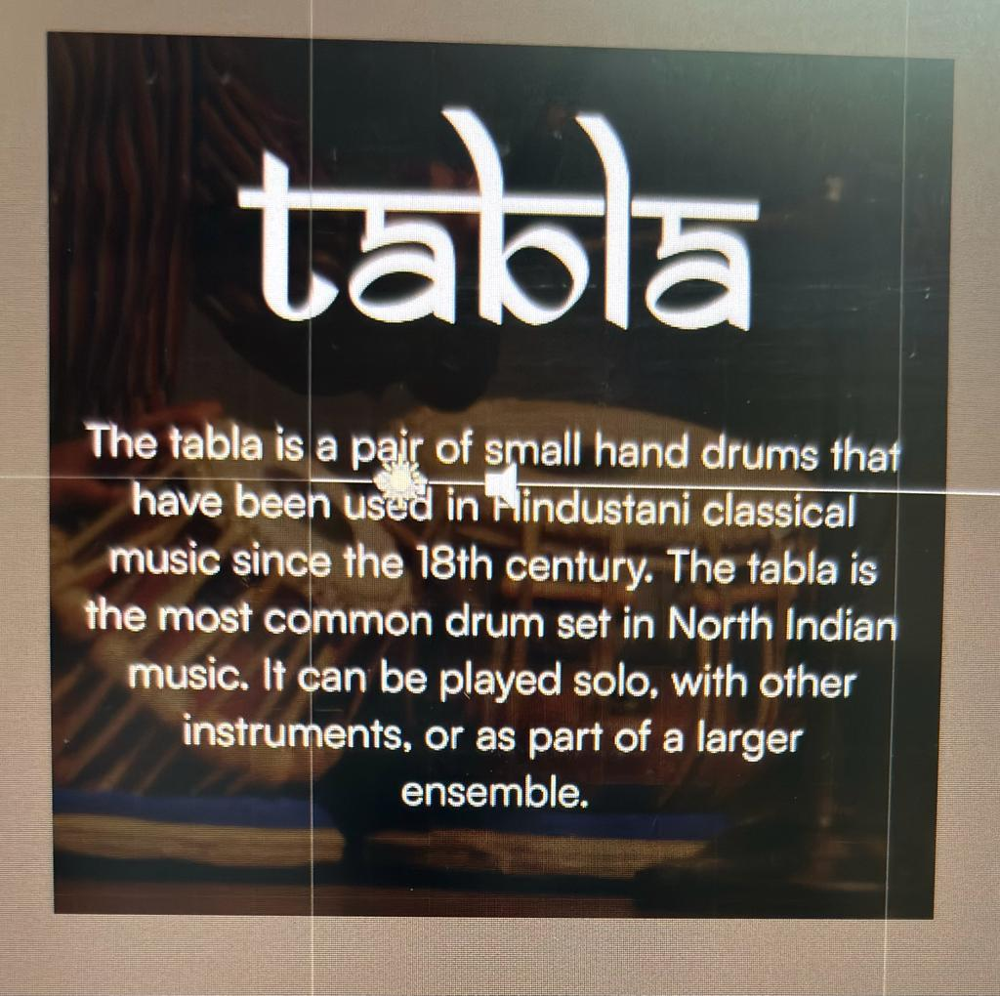 tabla
The tabla is a pair of small hand drums that
have been used in Hindustani classical
music since the 18th century. The tabla is
the most common drum set in North Indian
music. It can be played solo, with other
instruments, or as part of a larger
ensemble.